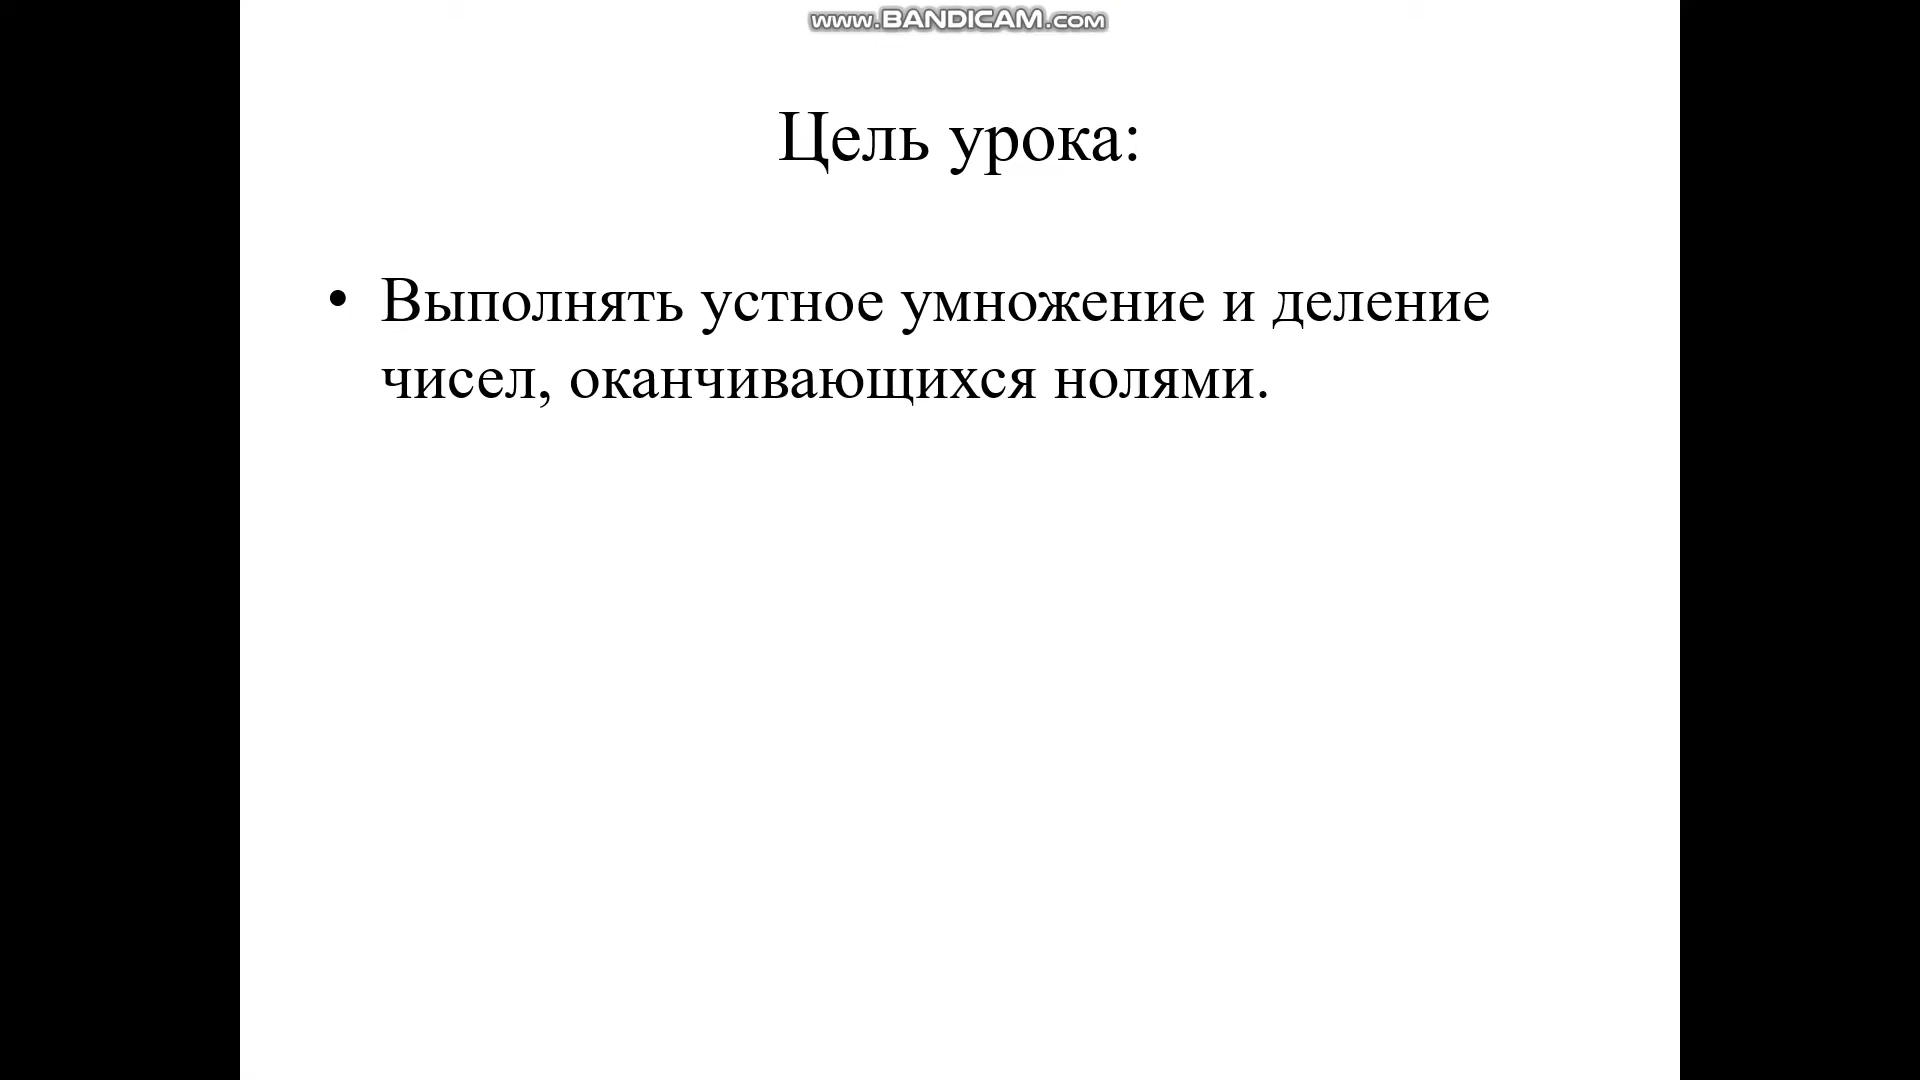 www.BANDICAM.com
Цель урока:
• Выполнять устное умножение и деление
чисел, оканчивающихся нолями.